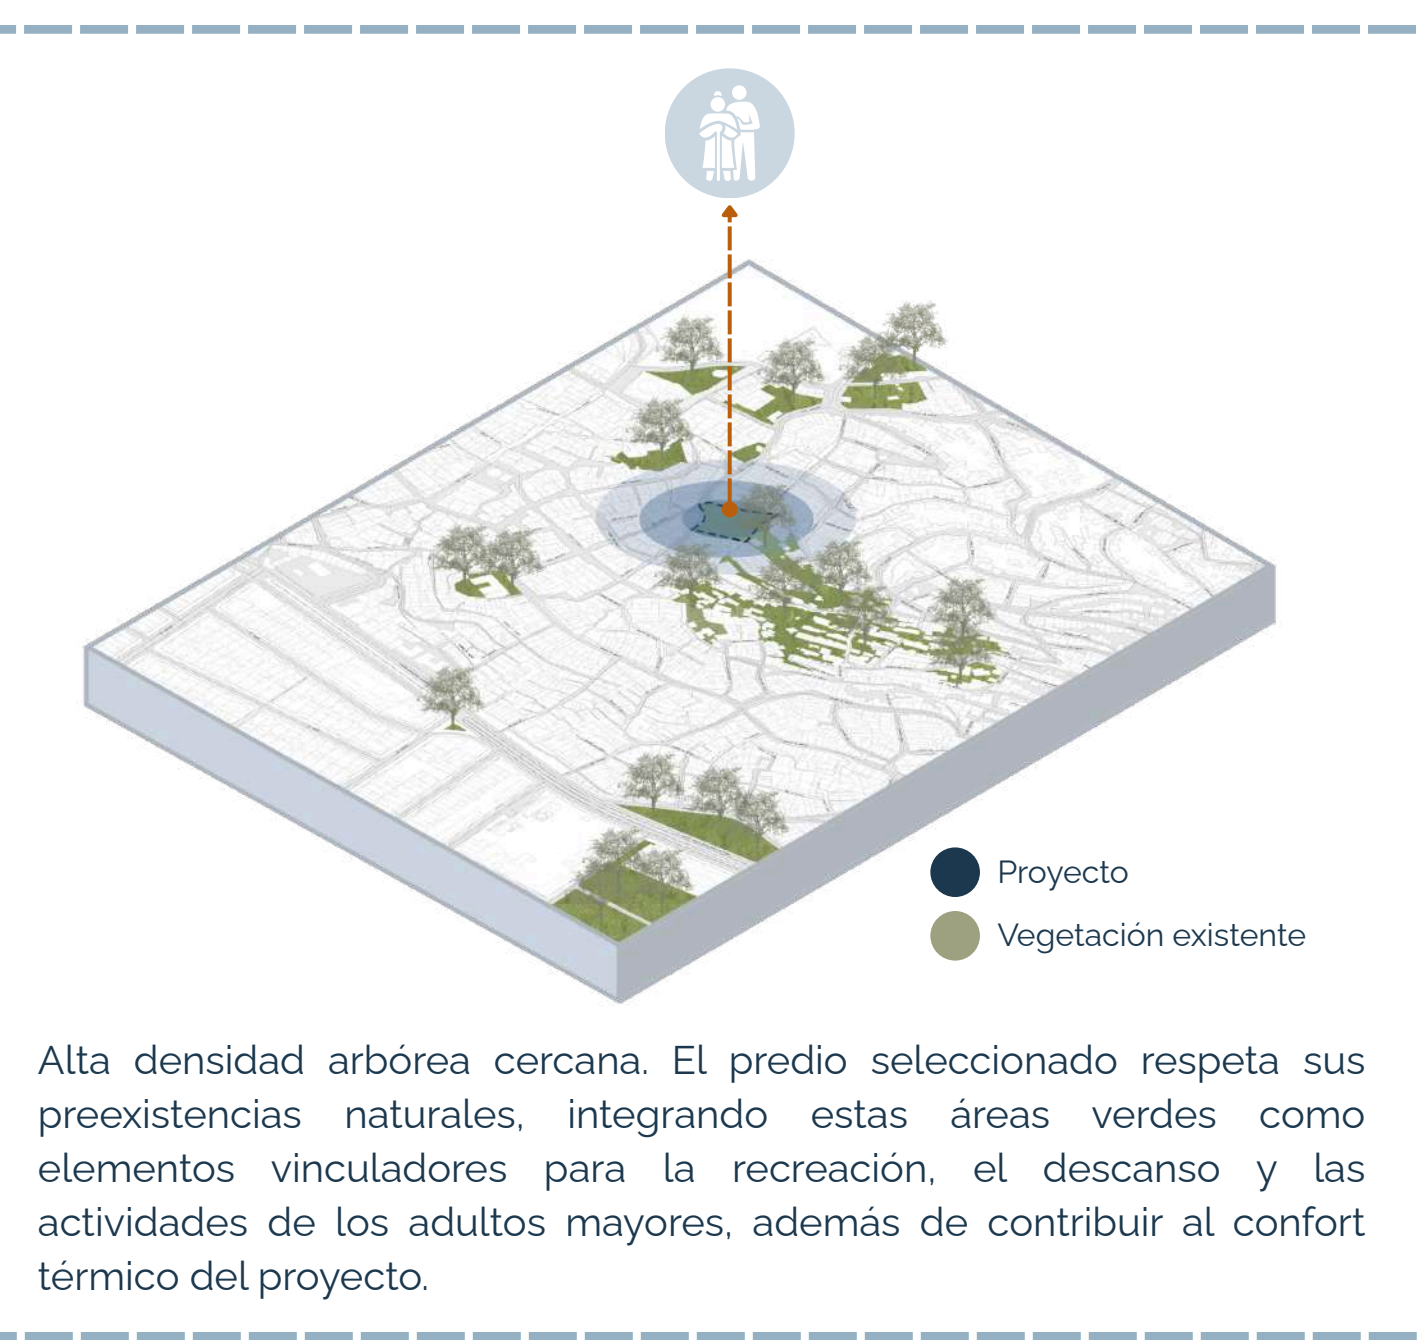 Proyecto
Vegetación existente
Alta densidad arbórea cercana. El predio seleccionado respeta sus
preexistencias naturales, integrando estas áreas verdes como
elementos vinculadores para la recreación, el descanso y las
actividades de los adultos mayores, además de contribuir al confort
térmico del proyecto.